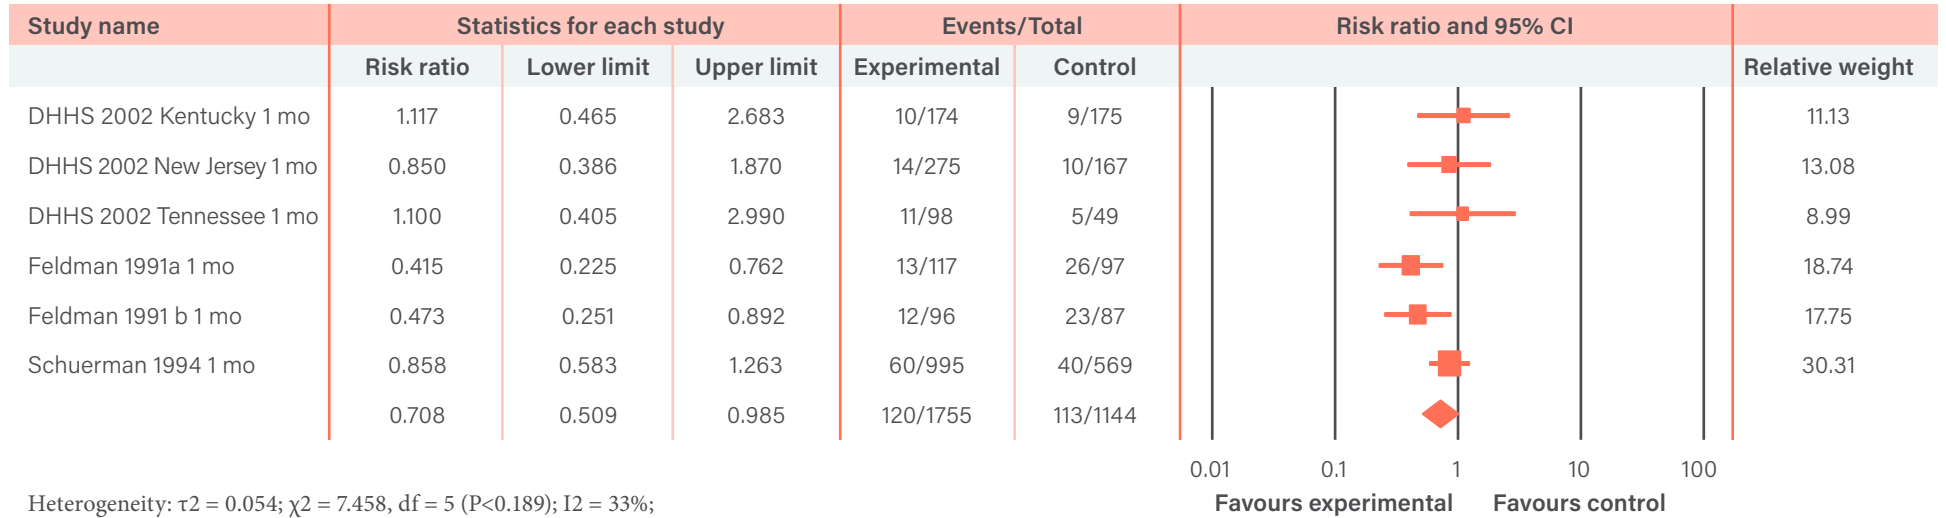 Study name Statistics for each study Events/Total Risk ratio and 95% CI
Risk ratio Lower limit Upper limit Experimental Control Relative weight
DHHS 2002 Kentucky 1 mo 1.117 0.465 2.683 10/174 9/175 11.13
DHHS 2002 New Jersey 1 mo 0.850 0.386 1.870 14/275 10/167 13.08
DHHS 2002 Tennessee 1 mo 1.100 0.405 2.990 11/98 5/49 8.99
Feldman 1991a 1 mo 0.415 0.225 0.762 13/117 26/97 18.74
Feldman 1991 b 1 mo 0.473 0.251 0.892 12/96 23/87 17.75
Schuerman 1994 1 mo 0.858 0.583 1.263 60/995 40/569 30.31
0.708 0.509 0.985 120/1755 113/1144
0.01 0.1 1 10 100
Heterogeneity: τ2 = 0.054; χ2 = 7.458, df = 5 (P<0.189); I2 = 33%; Favours experimental Favours control